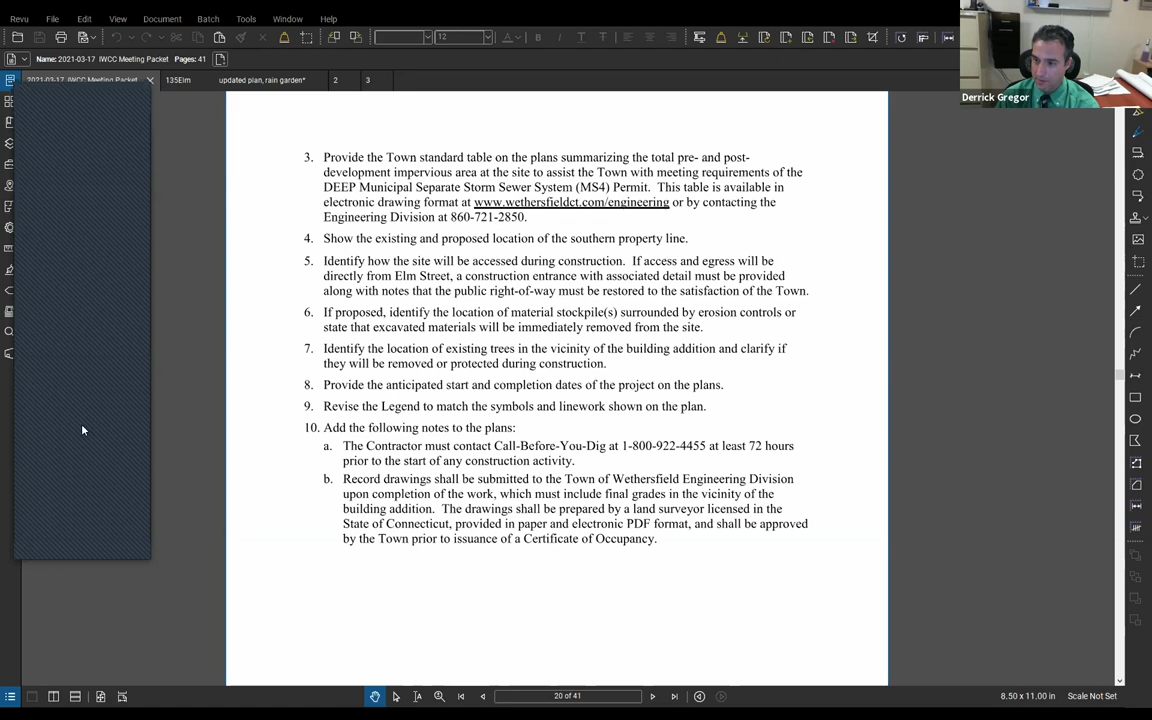 Revu File Edit View Document Batch Tools Window Help
12
Name: 2021-03-17 IWCC Meeting Packet Pages: 41
2021-03-17 IWCC Meeting Packet 135Elm updated plan, rain garden* 2 3
Derrick Gregor
3. Provide the Town standard table on the plans summarizing the total pre- and post-
development impervious area at the site to assist the Town with meeting requirements of the
DEEP Municipal Separate Storm Sewer System (MS4) Permit. This table is available in
electronic drawing format at www.wethersfieldct.com/engineering or by contacting the
Engineering Division at 860-721-2850.
4. Show the existing and proposed location of the southern property line.
5. Identify how the site will be accessed during construction. If access and egress will be
directly from Elm Street, a construction entrance with associated detail must be provided
along with notes that the public right-of-way must be restored to the satisfaction of the Town.
6. If proposed, identify the location of material stockpile(s) surrounded by erosion controls or
state that excavated materials will be immediately removed from the site.
7. Identify the location of existing trees in the vicinity of the building addition and clarify if
they will be removed or protected during construction.
8. Provide the anticipated start and completion dates of the project on the plans.
9. Revise the Legend to match the symbols and linework shown on the plan.
10. Add the following notes to the plans:
a. The Contractor must contact Call-Before-You-Dig at 1-800-922-4455 at least 72 hours
prior to the start of any construction activity.
b. Record drawings shall be submitted to the Town of Wethersfield Engineering Division
upon completion of the work, which must include final grades in the vicinity of the
building addition. The drawings shall be prepared by a land surveyor licensed in the
State of Connecticut, provided in paper and electronic PDF format, and shall be approved
by the Town prior to issuance of a Certificate of Occupancy.
20 of 41
8.50 x 11.00 in Scale Not Set